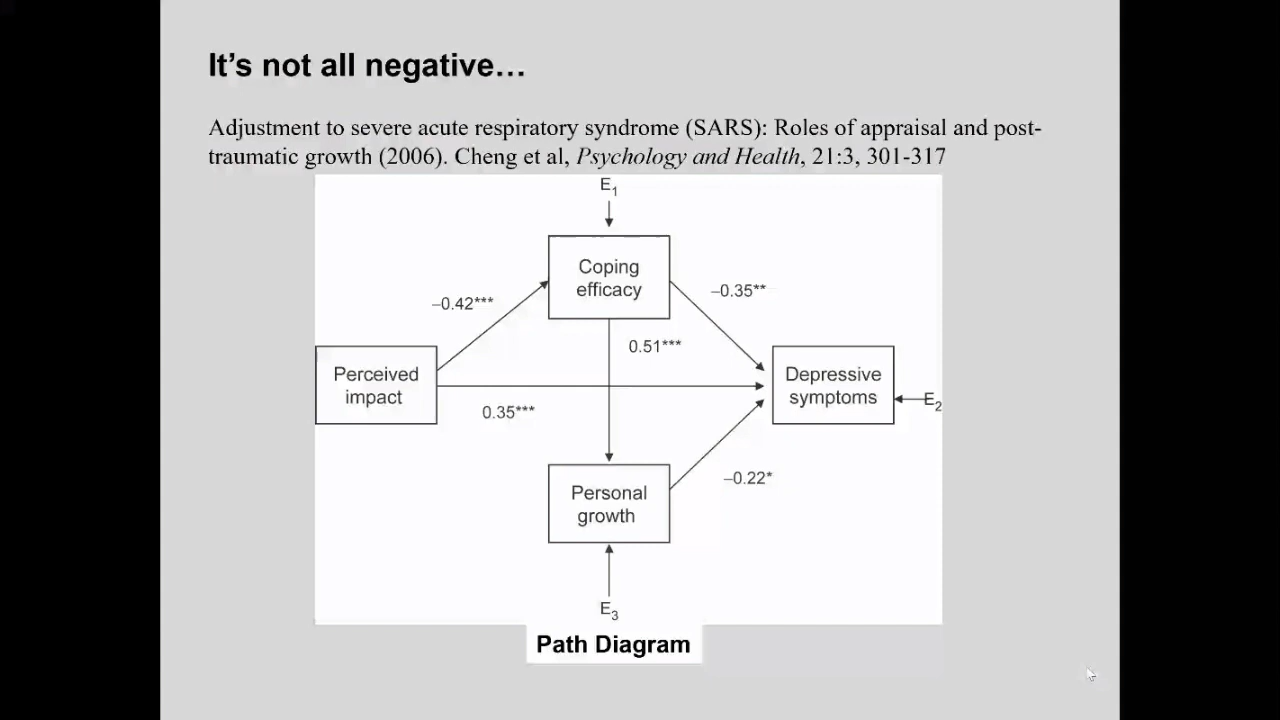 It's not all negative…
Adjustment to severe acute respiratory syndrome (SARS): Roles of appraisal and post-
traumatic growth (2006). Cheng et al, Psychology and Health, 21:3, 301-317
E1
Coping
efficacy
–0.42***
–0.35**
0.51***
Perceived
impact
Depressive
symptoms
E2
0.35***
–0.22*
Personal
growth
E3
Path Diagram